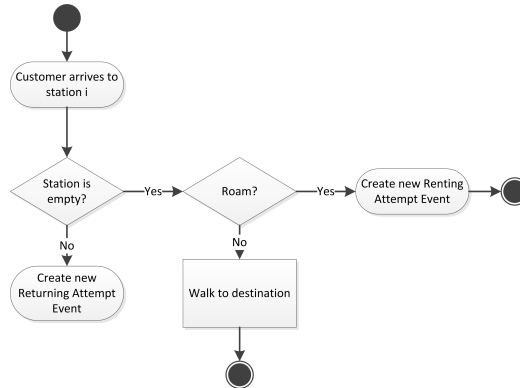 Customer arrives to
station i
Station is
empty?
Yes
Roam?
Yes
Create new Renting
Attempt Event
No
No
Create new
Returning Attempt
Event
Walk to destination